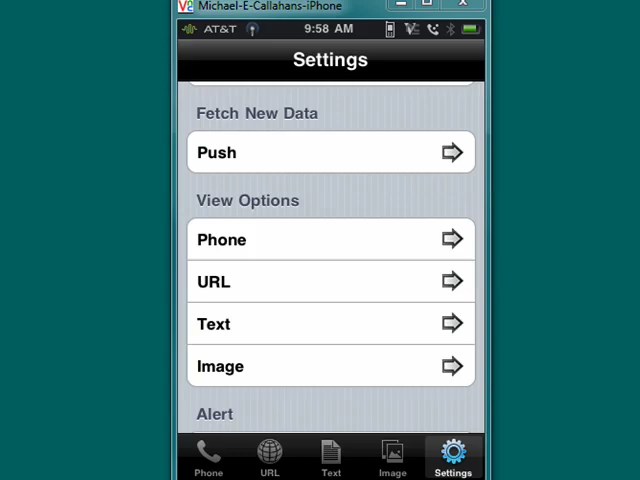 Michael-E-Callahans-iPhone
AT&T 9:58 AM
Settings
Fetch New Data
Push
View Options
Phone
URL
Text
Image
Alert
Phone URL Text Image Settings